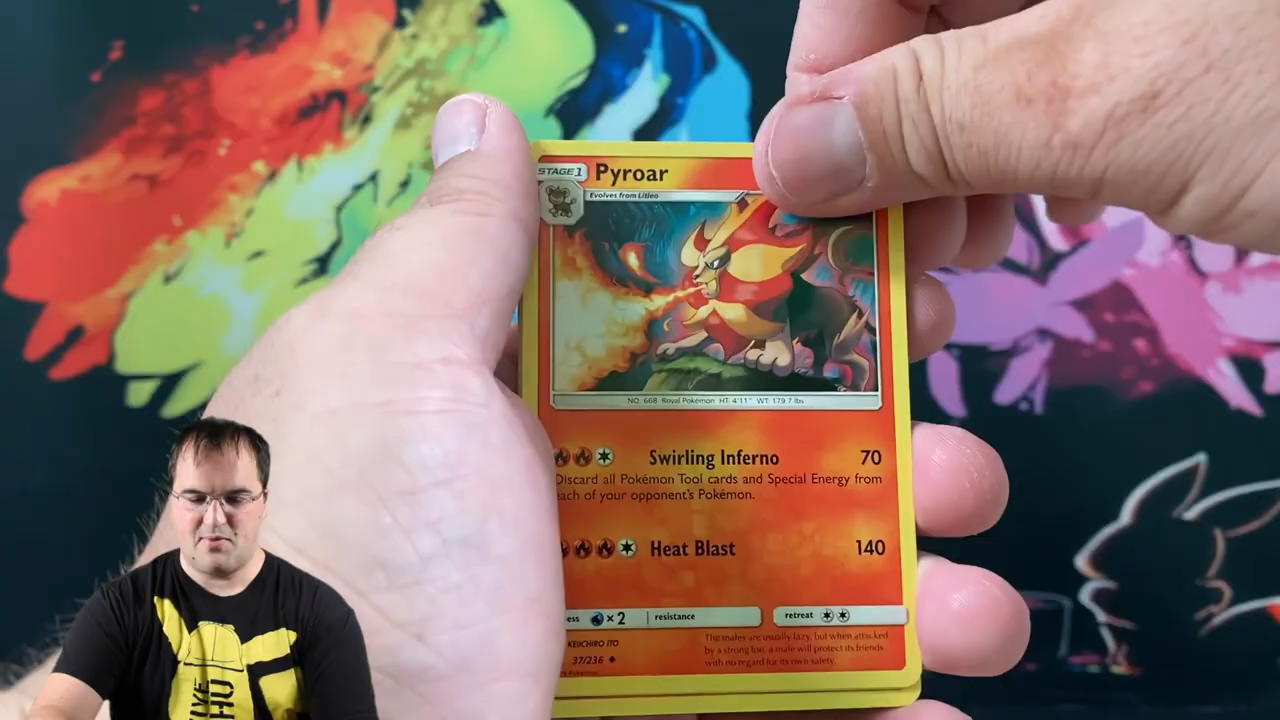 STAGE1
Pyroar
Evolves from Litleo
NO. 668 Royal Pokémon HT: 4'11" WT: 179.7 lbs
Swirling Inferno 70
Discard all Pokémon Tool cards and Special Energy from
each of your opponent's Pokémon.
Heat Blast 140
ess ×2 resistance retreat
KEIICHIRO ITO
37/236
The males are usually lazy, but when attacked
by a strong foe, a male will protect its friends
with no regard for its own safety.